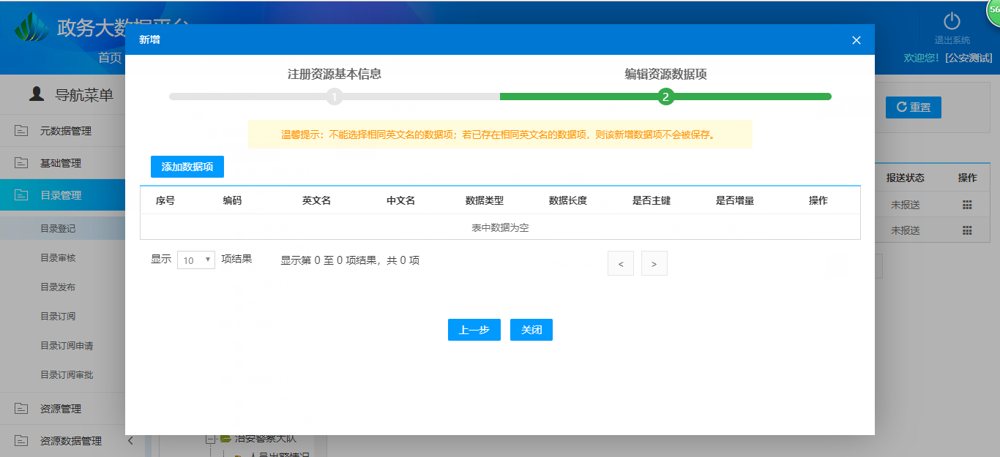 政务大数据平台
56
退出系统
首页
欢迎您! [公安测试]
新增
导航菜单
元数据管理
基础管理
目录管理
目录登记
目录审核
目录发布
目录订阅
目录订阅申请
目录订阅审批
资源管理
资源数据管理
注册资源基本信息 编辑资源数据项
1 2
温馨提示：不能选择相同英文名的数据项；若已存在相同英文名的数据项，则该新增数据项不会被保存。
添加数据项
序号 编码 英文名 中文名 数据类型 数据长度 是否主键 是否增量 操作
表中数据为空
显示 10 项结果 显示第 0 至 0 项结果，共 0 项 < >
上一步 关闭
重置
报送状态 操作
未报送
未报送
治安警察大队
人员出警情况